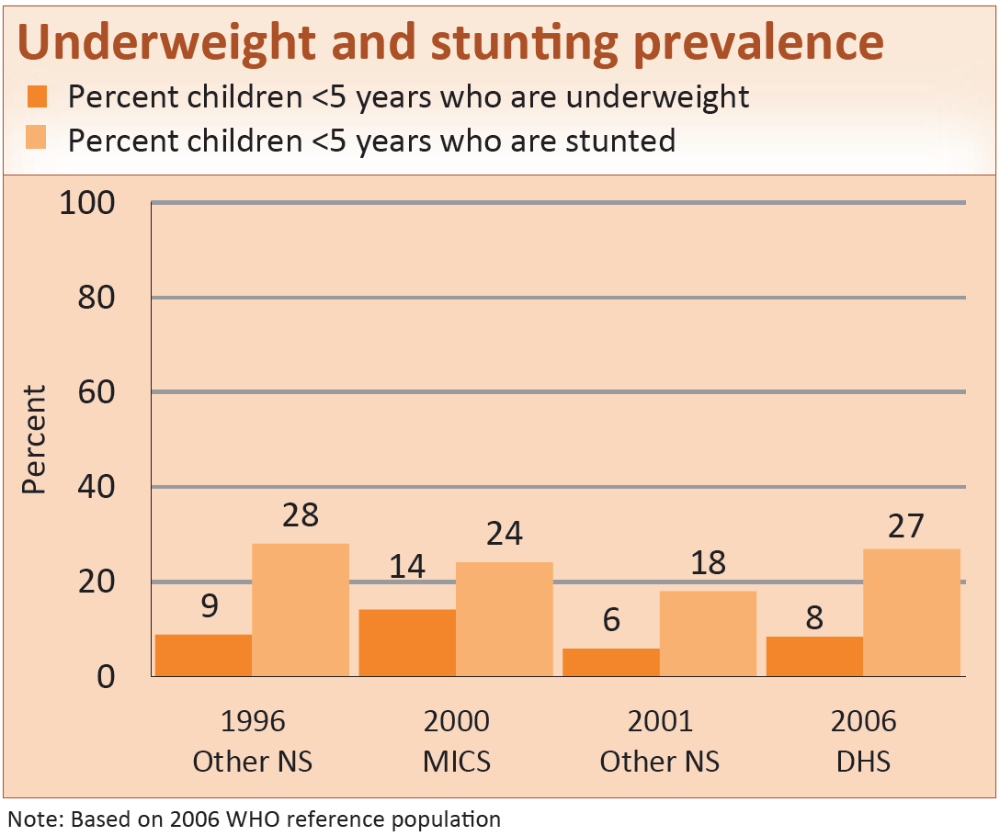 Underweight and stunting prevalence
Percent children <5 years who are underweight
Percent children <5 years who are stunted
100
80
60
40
20
0
Percent
9
28
14
24
6
18
8
27
1996
Other NS
2000
MICS
2001
Other NS
2006
DHS
Note: Based on 2006 WHO reference population